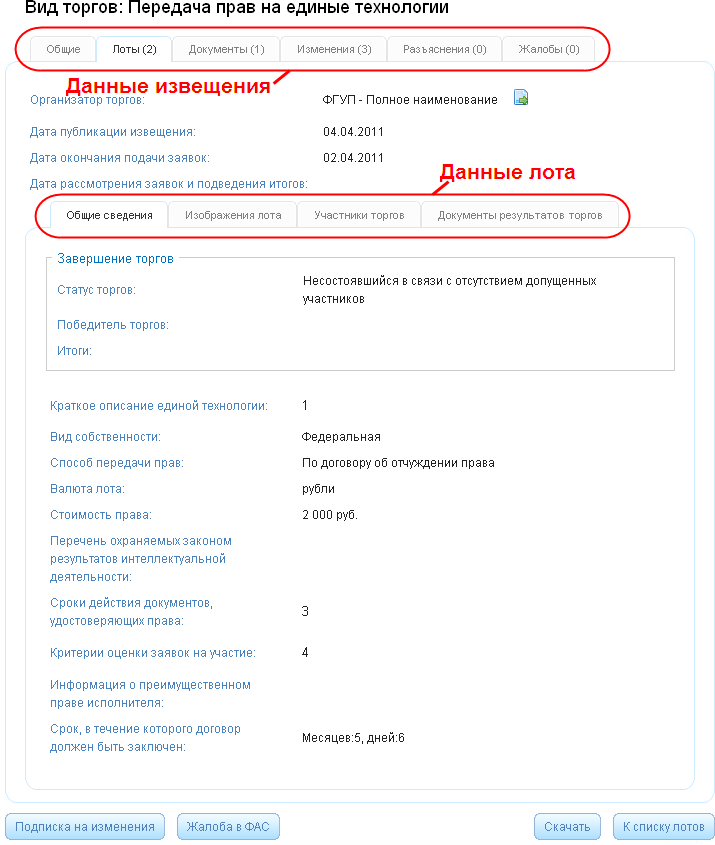 Вид торгов: Передача прав на единые технологии
Общие Лоты (2) Документы (1) Изменения (3) Разъяснения (0) Жалобы (0)
Данные извещения
Организатор торгов: ФГУП - Полное наименование
Дата публикации извещения: 04.04.2011
Дата окончания подачи заявок: 02.04.2011
Данные лота
Дата рассмотрения заявок и подведения итогов:
Общие сведения Изображения лота Участники торгов Документы результатов торгов
Завершение торгов
Статус торгов: Несостоявшийся в связи с отсутствием допущенных
участников
Победитель торгов:
Итоги:
Краткое описание единой технологии: 1
Вид собственности: Федеральная
Способ передачи прав: По договору об отчуждении права
Валюта лота: рубли
Стоимость права: 2 000 руб.
Перечень охраняемых законом
результатов интеллектуальной
деятельности:
Сроки действия документов,
удостоверяющих права: 3
Критерии оценки заявок на участие: 4
Информация о преимущественном
праве исполнителя:
Срок, в течение которого договор
должен быть заключен: Месяцев:5, дней:6
Подписка на изменения Жалоба в ФАС Скачать К списку лотов